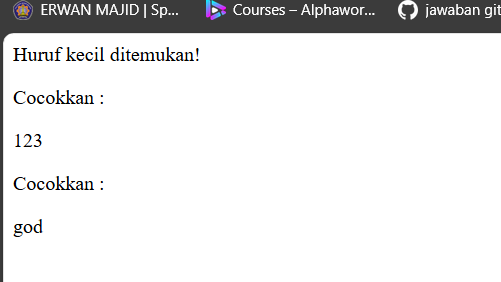 ERWAN MAJID | Sp...
Courses – Alphawor...
jawaban git
Huruf kecil ditemukan!
Cocokkan :
123
Cocokkan :
god